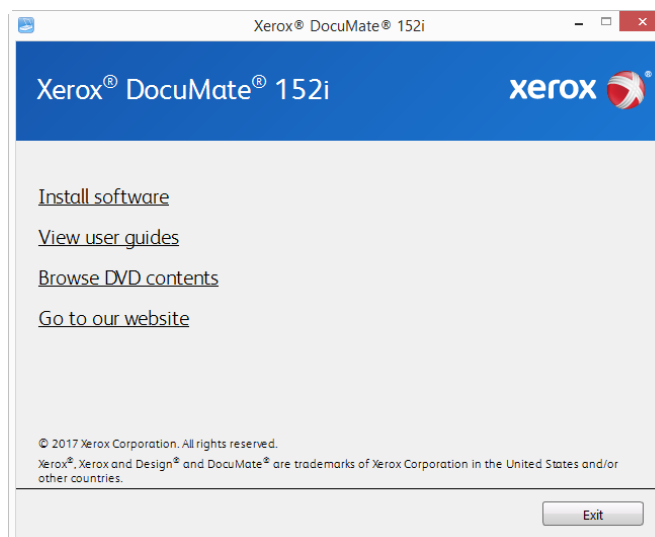 Xerox® DocuMate® 152i
Xerox® DocuMate® 152i
xerox ®
Install software
View user guides
Browse DVD contents
Go to our website
© 2017 Xerox Corporation. All rights reserved.
Xerox®, Xerox and Design® and DocuMate® are trademarks of Xerox Corporation in the United States and/or
other countries.
Exit